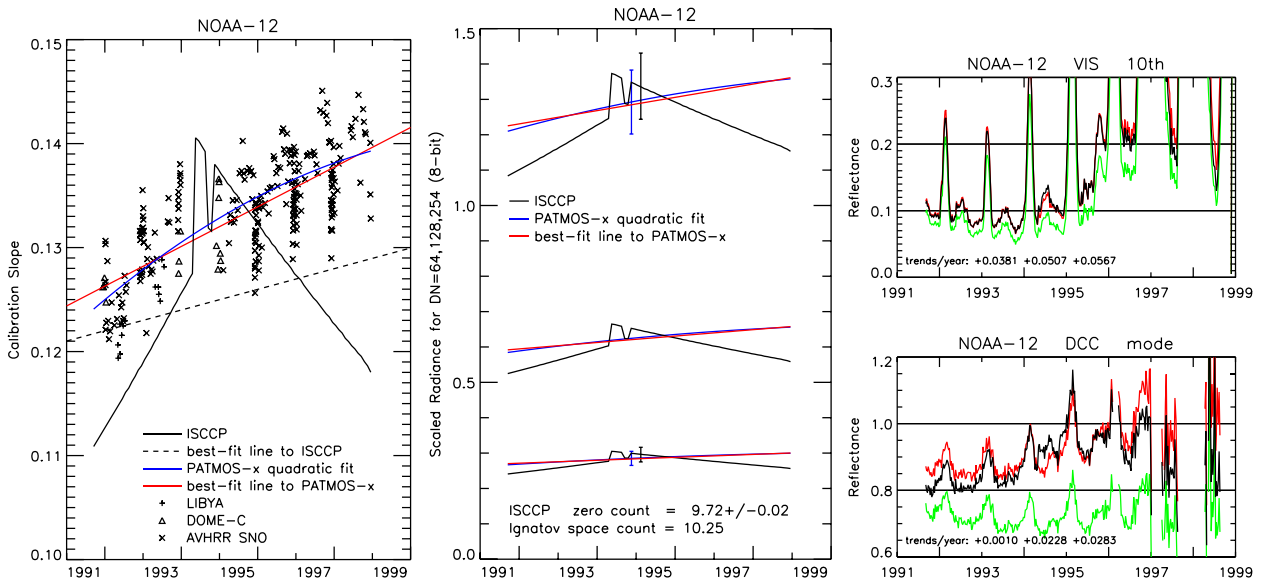 NOAA-12
0.15
0.14
0.13
0.12
0.11
0.10
Calibration Slope
1991 1993 1995 1997 1999
ISCCP
best-fit line to ISCCP
PATMOS-x quadratic fit
best-fit line to PATMOS-x
LIBYA
DOME-C
AVHRR SNO
NOAA-12
1.5
1.0
0.5
0.0
Scaled Radiance for DN=64,128,254 (8-bit)
ISCCP
PATMOS-x quadratic fit
best-fit line to PATMOS-x
ISCCP zero count = 9.72+/-0.02
Ignatov space count = 10.25
1991 1993 1995 1997 1999
NOAA-12 VIS 10th
0.3
0.2
0.1
0.0
Reflectance
trends/year: +0.0381 +0.0507 +0.0567
1991 1993 1995 1997 1999
NOAA-12 DCC mode
1.2
1.0
0.8
0.6
Reflectance
trends/year: +0.0010 +0.0228 +0.0283
1991 1993 1995 1997 1999